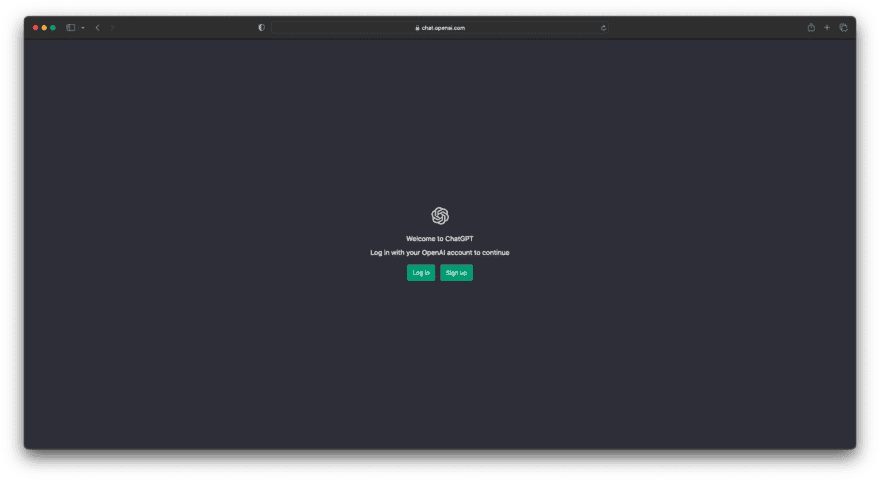 chat.openai.com
Welcome to ChatGPT
Log in with your OpenAI account to continue
Log in
Sign up